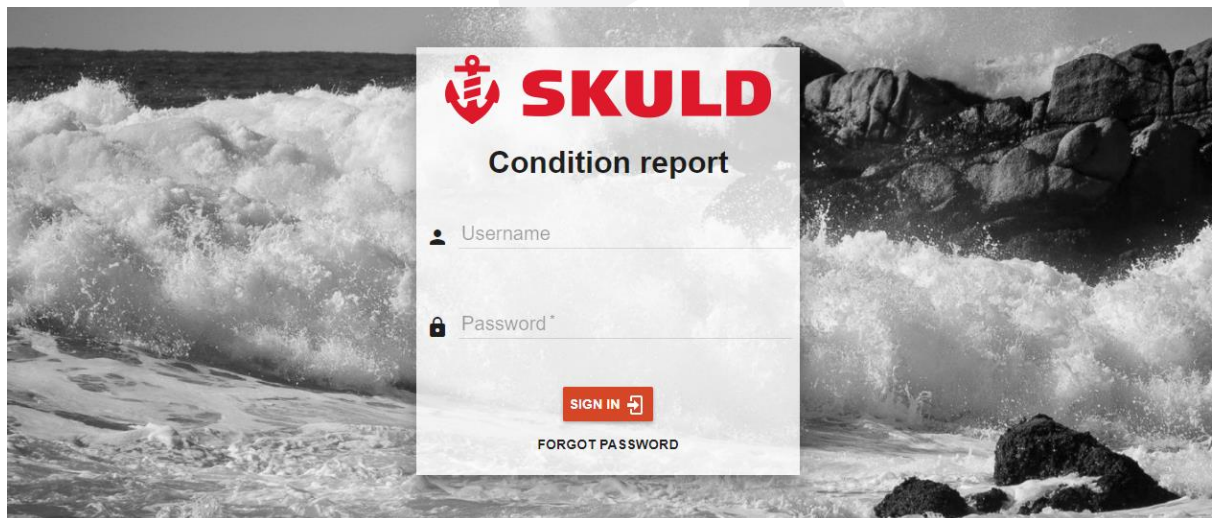 SKULD
Condition report
Username
Password *
SIGN IN
FORGOT PASSWORD